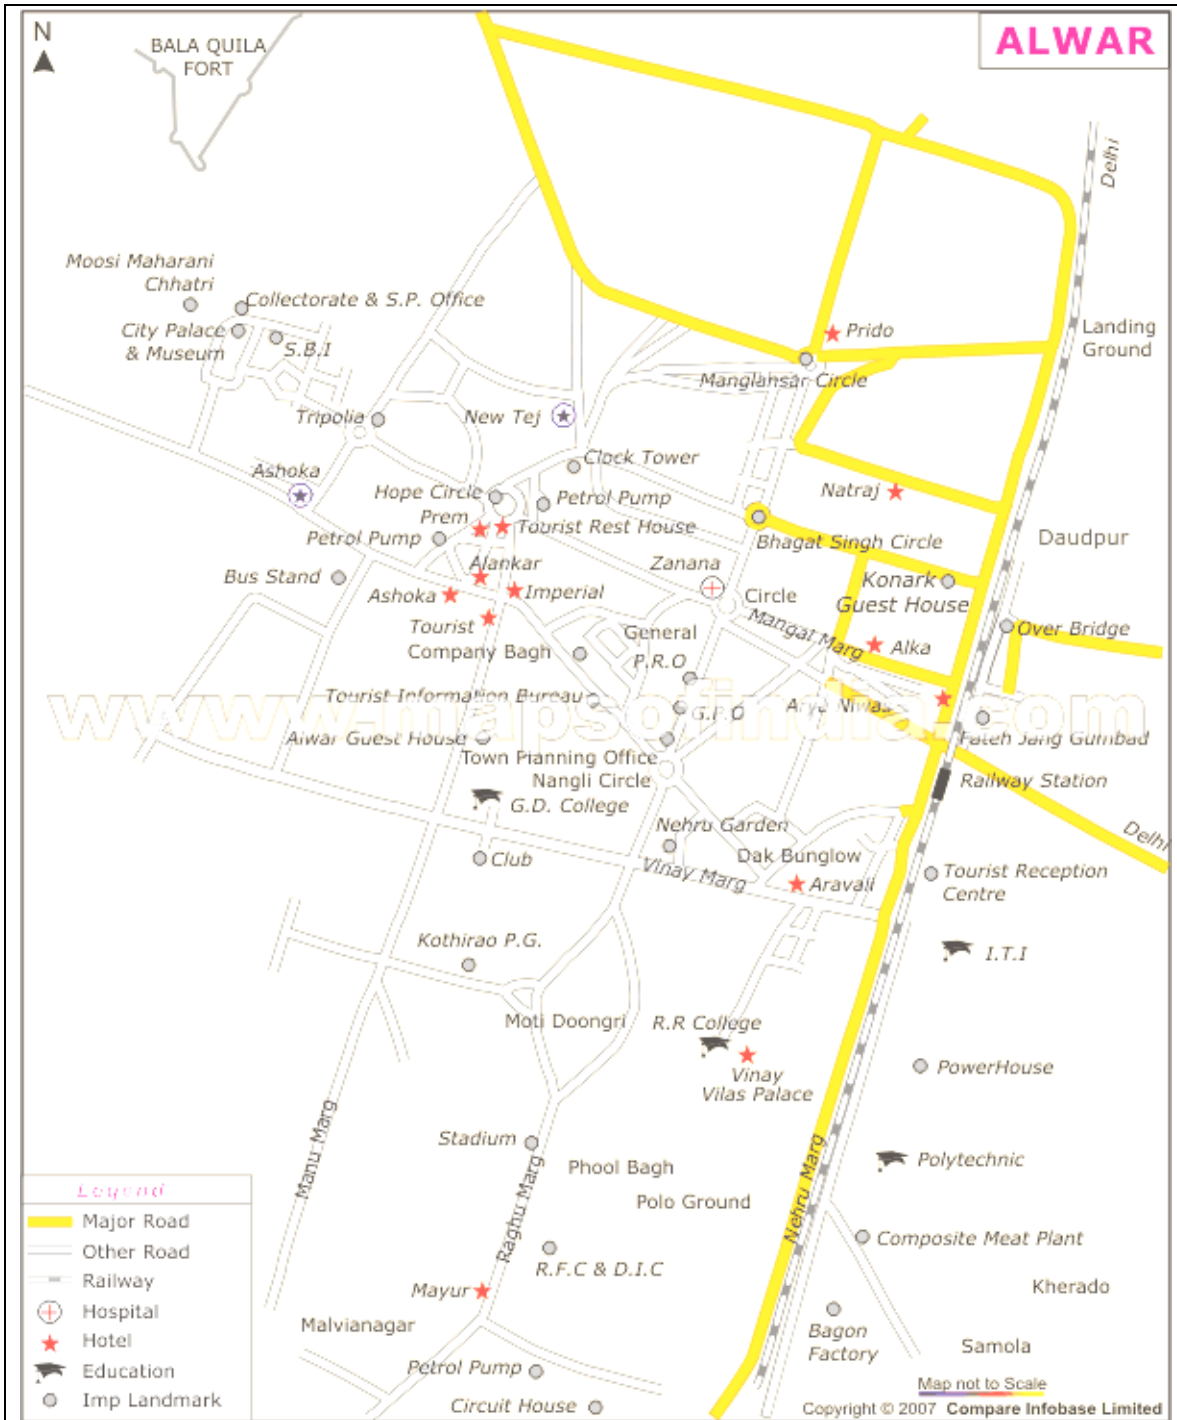 N
ALWAR
BALA QUILA
FORT
Delhi
Moosi Maharani
Chhatri
Collectorate & S.P. Office
City Palace
& Museum
S.B.I
Prido
Landing
Ground
Manglahsar Circle
Tripolia
New Tej
Clock Tower
Ashoka
Hope Circle
Petrol Pump
Natraj
Prem
Tourist Rest House
Petrol Pump
Bhagat Singh Circle
Daudpur
Bus Stand
Alankar
Zanana
Konark
Guest House
Ashoka
Imperial
Circle
Tourist
General
Mangal Marg
Over Bridge
Company Bagh
P.R.O
Alka
Tourist Information Bureau
G.P.O
Arya Niwas
www.mapsofindia.com
Alwar Guest House
Fateh Jang Gumbad
Town Planning Office
Nangli Circle
Railway Station
G.D. College
Nehru Garden
Delhi
Club
Dak Bunglow
Vinay Marg
Aravali
Tourist Reception
Centre
Kothirao P.G.
I.T.I
Moti Doongri
R.R College
Vinay
Vilas Palace
PowerHouse
Manu Marg
Stadium
Raghu Marg
Phool Bagh
Nehru Marg
Polytechnic
Polo Ground
R.F.C & D.I.C
Composite Meat Plant
Mayur
Kherado
Malvianagar
Bagon
Factory
Samola
Petrol Pump
Circuit House
Legend
Major Road
Other Road
Railway
Hospital
Hotel
Education
Imp Landmark
Map not to Scale
Copyright © 2007 Compare Infobase Limited